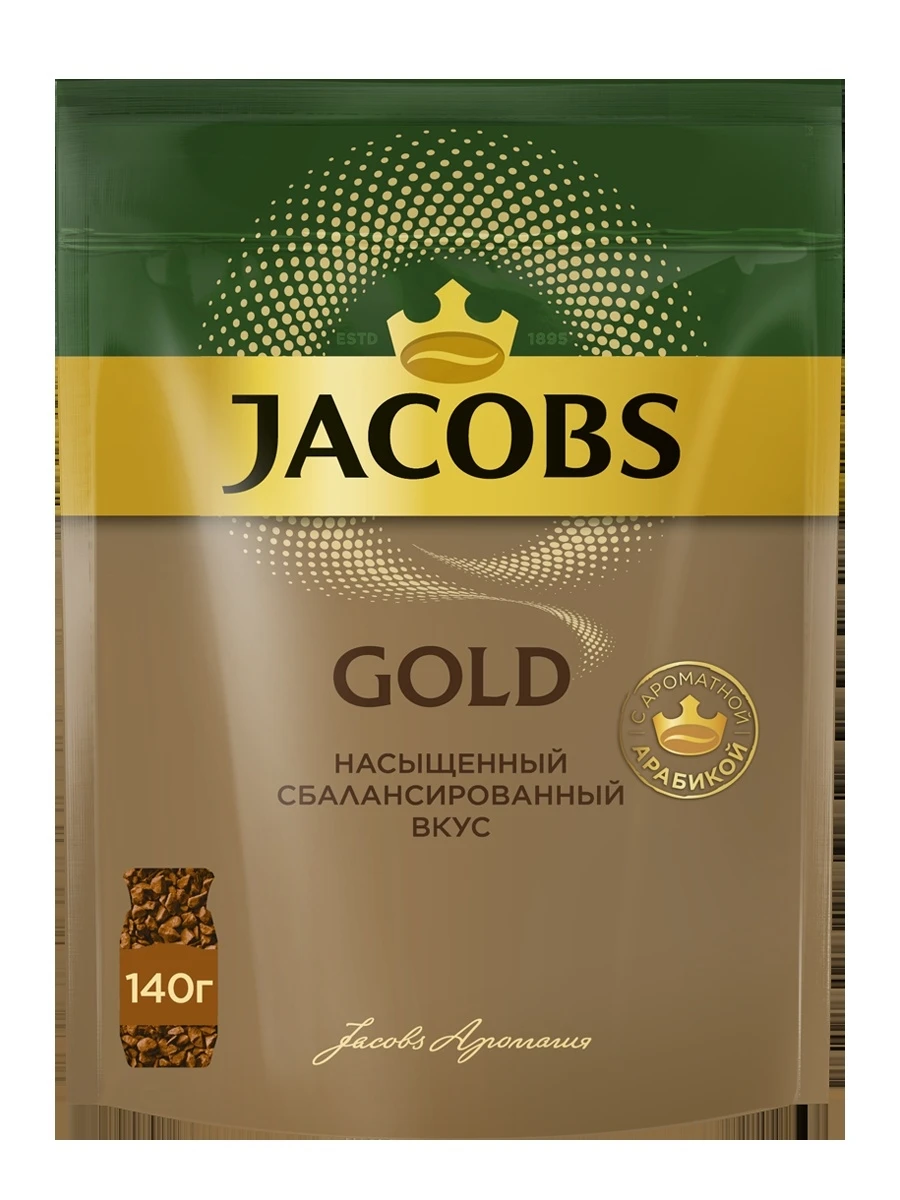 ESTD 1895
JACOBS
GOLD
С АРОМАТНОЙ
АРАБИКОЙ
НАСЫЩЕННЫЙ
СБАЛАНСИРОВАННЫЙ
ВКУС
140г
Jacobs Аромагия